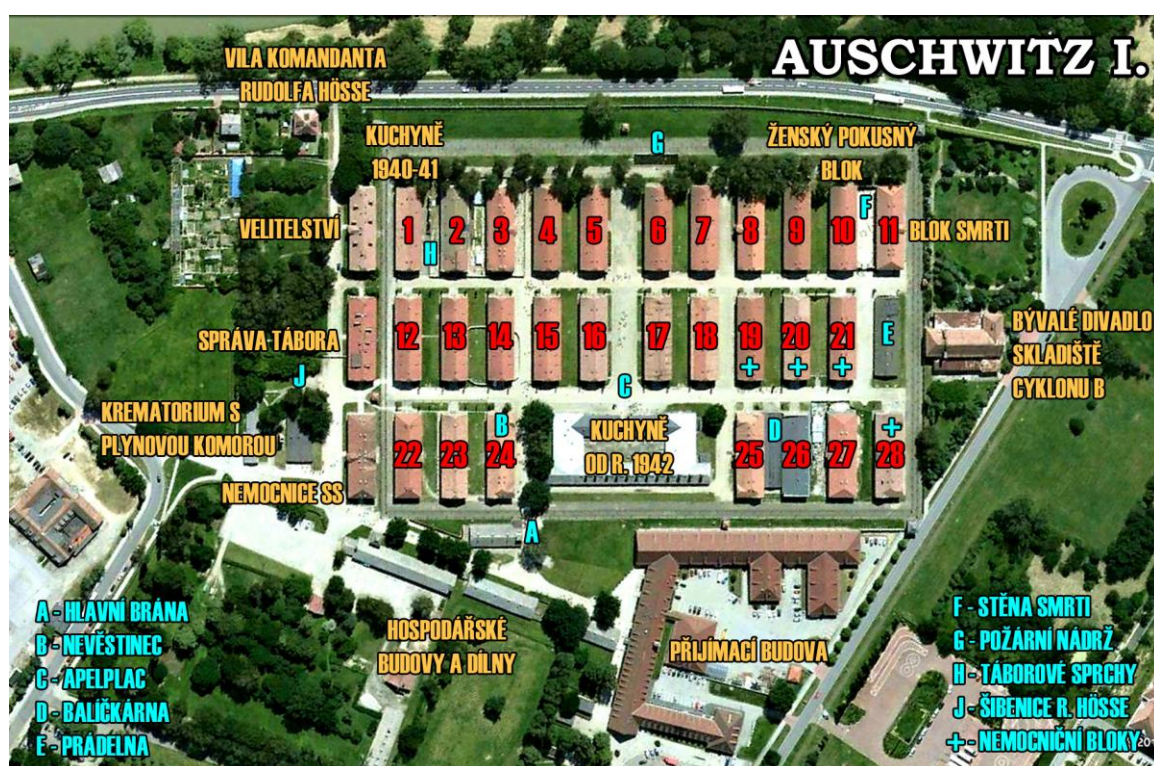 AUSCHWITZ I.
VILA KOMANDANTA
RUDOLFA HÖSSE
KUCHYNĚ
1940-41
G
ŽENSKÝ POKUSNÝ
BLOK
F
VELITELSTVÍ
1 2 3 4 5 6 7 8 9 10 11
BLOK SMRTI
H
SPRÁVA TÁBORA
12 13 14 15 16 17 18 19 20 21
E
+ + +
BÝVALÉ DIVADLO
SKLADIŠTĚ
CYKLONU B
J
C
KREMATORIUM S
PLYNOVOU KOMOROU
B
KUCHYNĚ
OD R. 1942
D
+
22 23 24 25 26 27 28
NEMOCNICE SS
A
HOSPODÁŘSKÉ
BUDOVY A DÍLNY
PŘIJÍMACÍ BUDOVA
A - HLAVNÍ BRÁNA
B - NEVĚSTINEC
C - APELPLAC
D - BALÍČKÁRNA
E - PRÁDELNA
F - STĚNA SMRTI
G - POŽÁRNÍ NÁDRŽ
H - TÁBOROVÉ SPRCHY
J - ŠIBENICE R. HÖSSE
+ - NEMOCNIČNÍ BLOKY